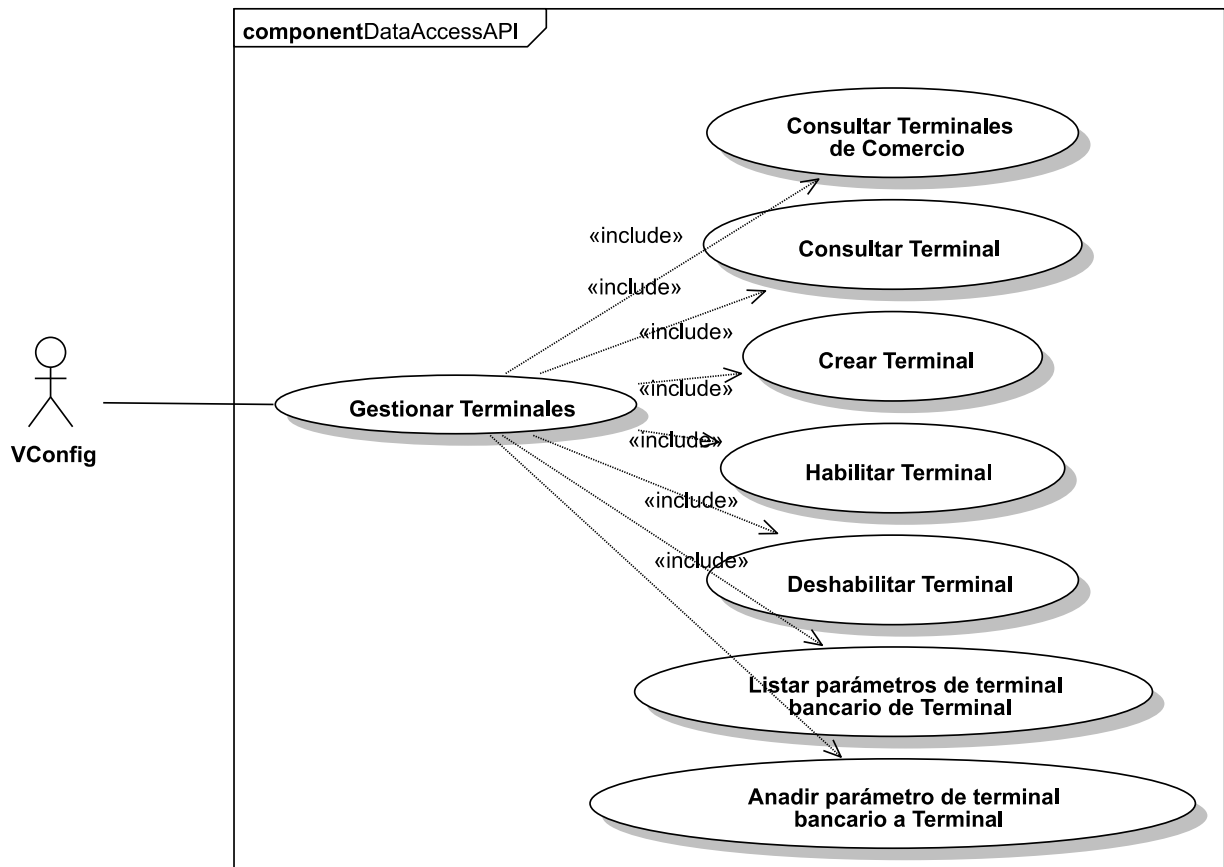 componentDataAccessAPI
Consultar Terminales
de Comercio
«include»
Consultar Terminal
«include»
«include»
Crear Terminal
«include»
Gestionar Terminales
VConfig
«include»
Habilitar Terminal
«include»
«include»
Deshabilitar Terminal
Listar parámetros de terminal
bancario de Terminal
Anadir parámetro de terminal
bancario a Terminal